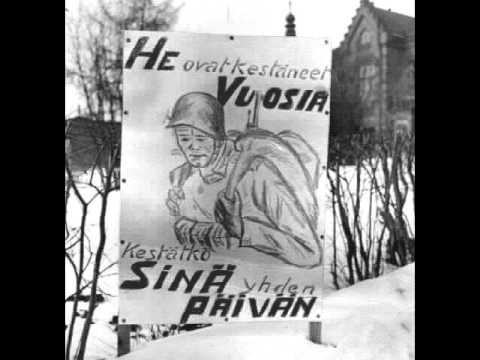 HE ovat kestäneet
VUOSIA.
Kestätkö
SINÄ yhden
PÄIVÄN.